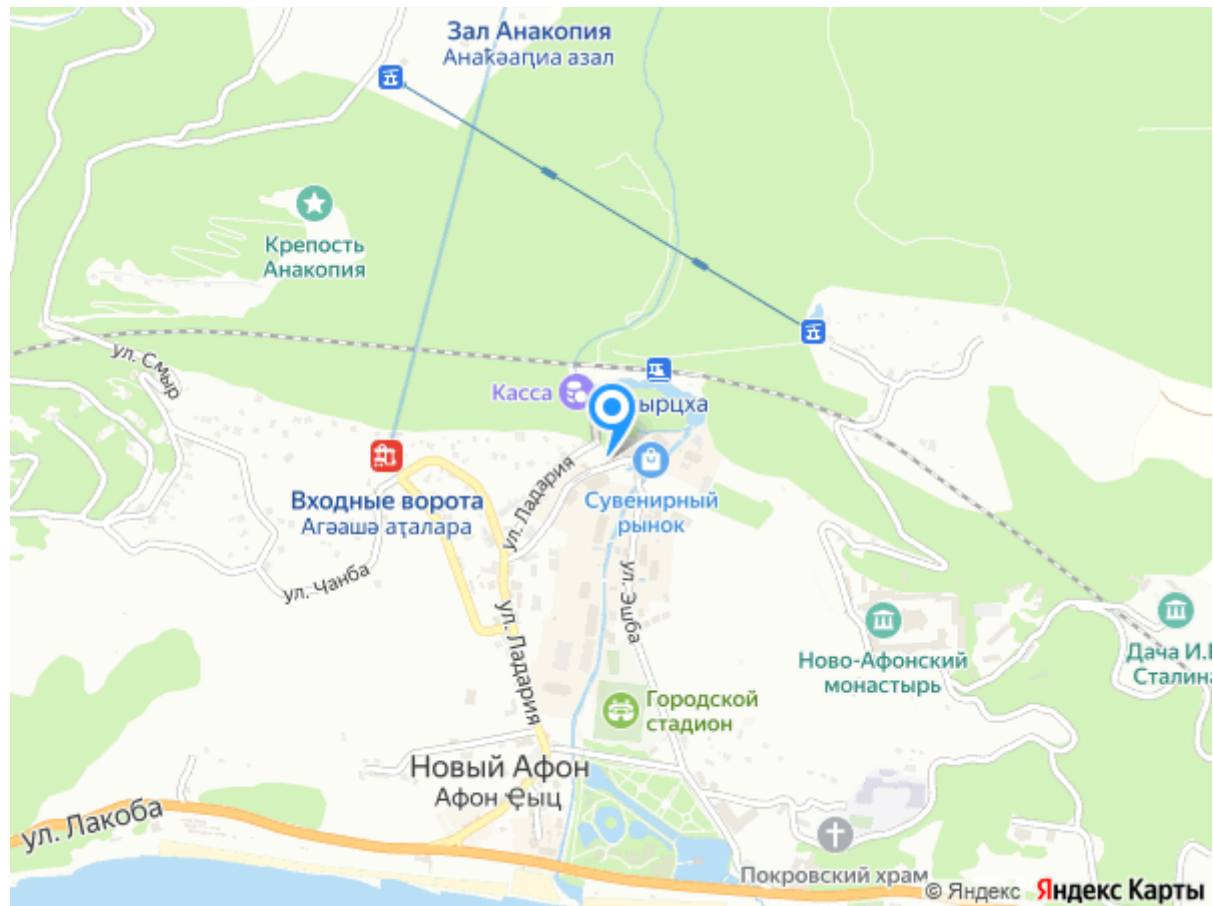 Зал Анакопия
Анаҟәаԥиа азал
Крепость
Анакопия
ул. Смыр
Касса
ырцха
Входные ворота
Агәашә аҭалара
ул. Ладария
Сувенирный
рынок
ул. Чанба
ул. Эшба
ул. Ладария
Ново-Афонский
монастырь
Дача И.В
Сталина
Городской
стадион
Новый Афон
Афон Ҿыц
ул. Лакоба
Покровский храм
© Яндекс Яндекс Карты